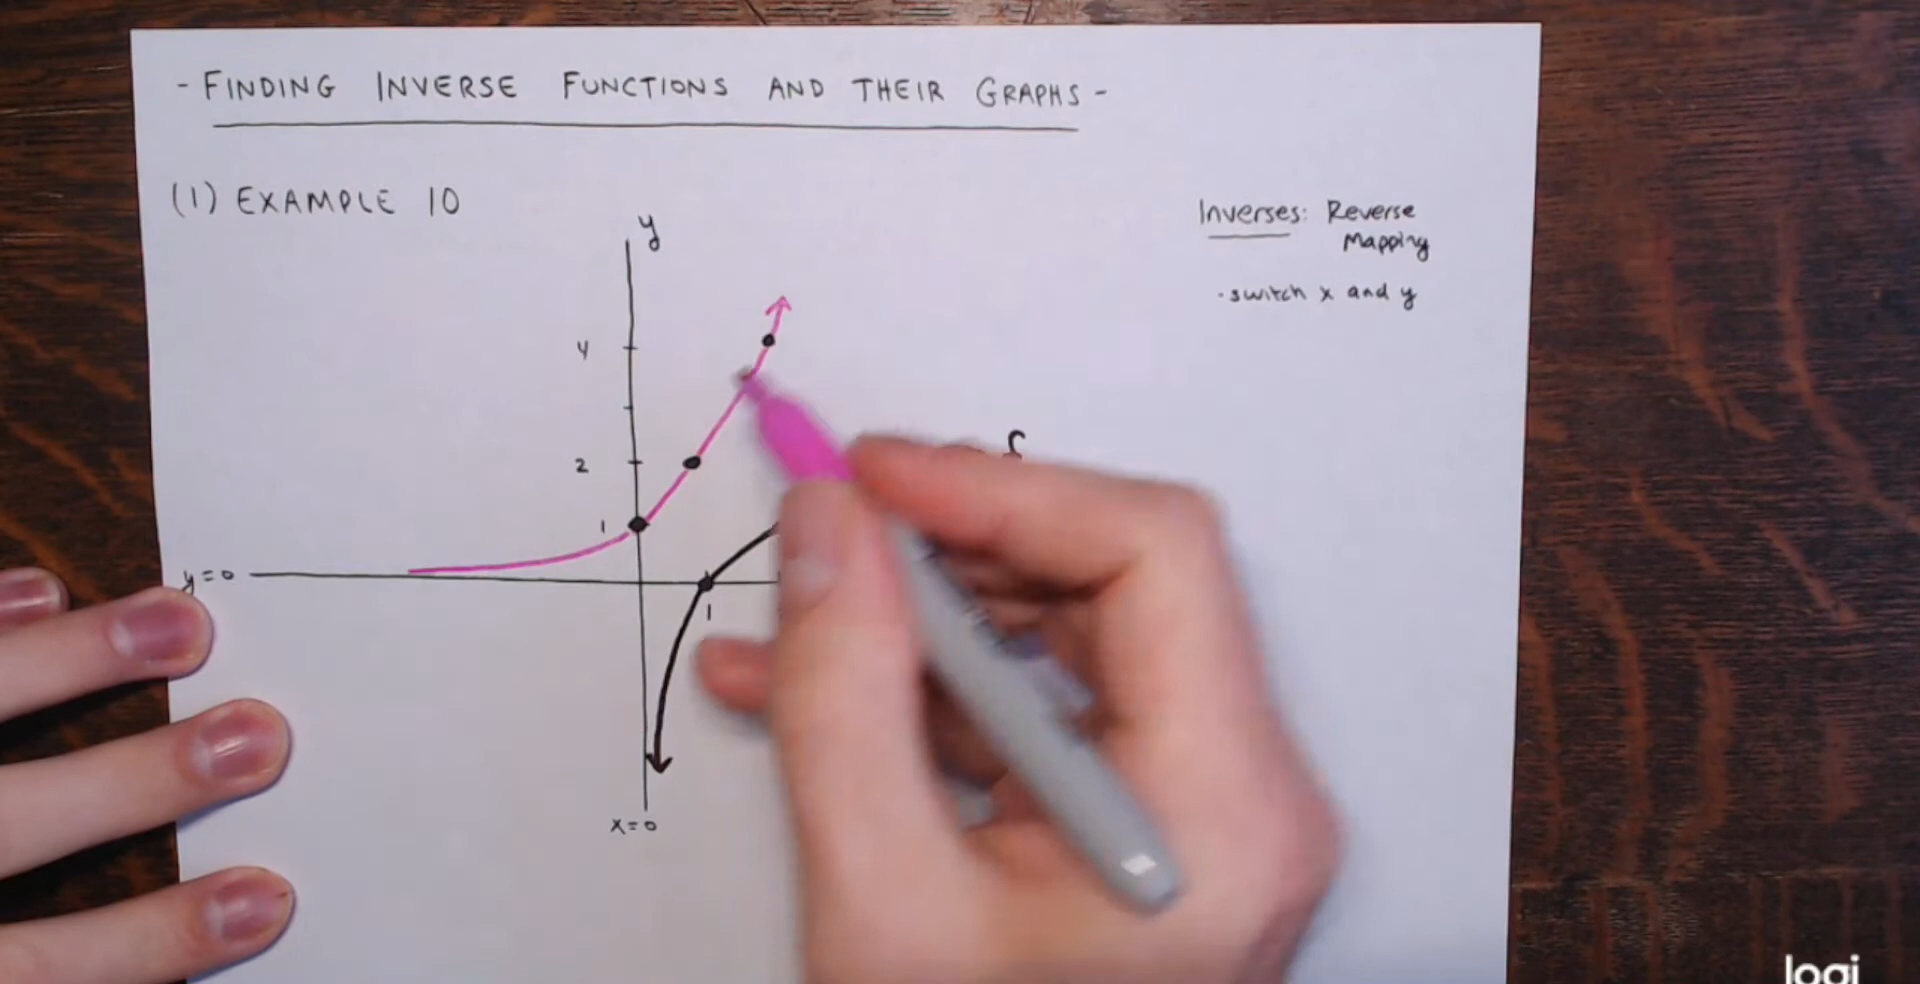 - FINDING INVERSE FUNCTIONS AND THEIR GRAPHS -
(1) EXAMPLE 10
Inverses: Reverse
Mapping
· switch x and y
y
4
2
1
f
y=0
1
x=0
logi